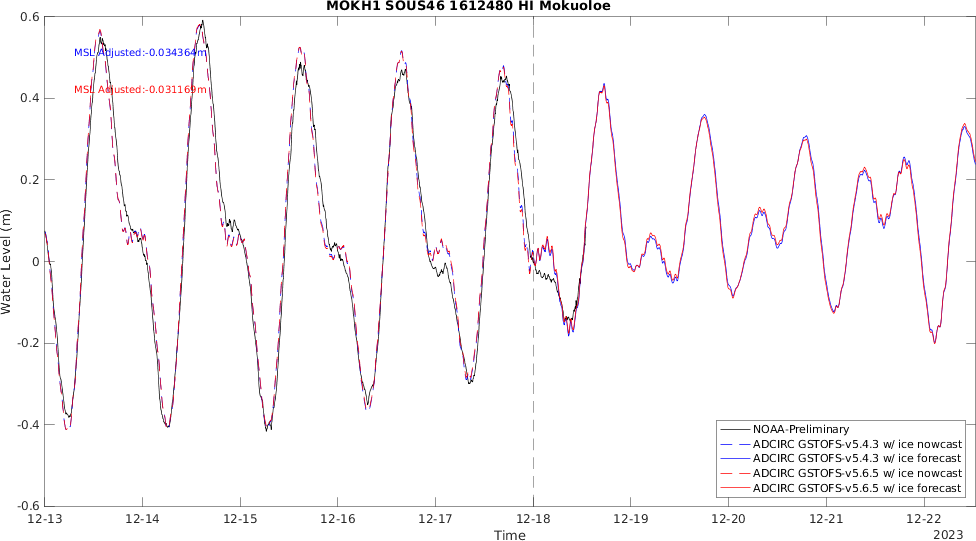 MOKH1 SOUS46 1612480 HI Mokuoloe
MSL Adjusted:-0.034364m
MSL Adjusted:-0.031169m
Water Level (m)
0.6
0.4
0.2
0
-0.2
-0.4
-0.6
NOAA-Preliminary
ADCIRC GSTOFS-v5.4.3 w/ ice nowcast
ADCIRC GSTOFS-v5.4.3 w/ ice forecast
ADCIRC GSTOFS-v5.6.5 w/ ice nowcast
ADCIRC GSTOFS-v5.6.5 w/ ice forecast
12-13 12-14 12-15 12-16 12-17 12-18 12-19 12-20 12-21 12-22
Time
2023